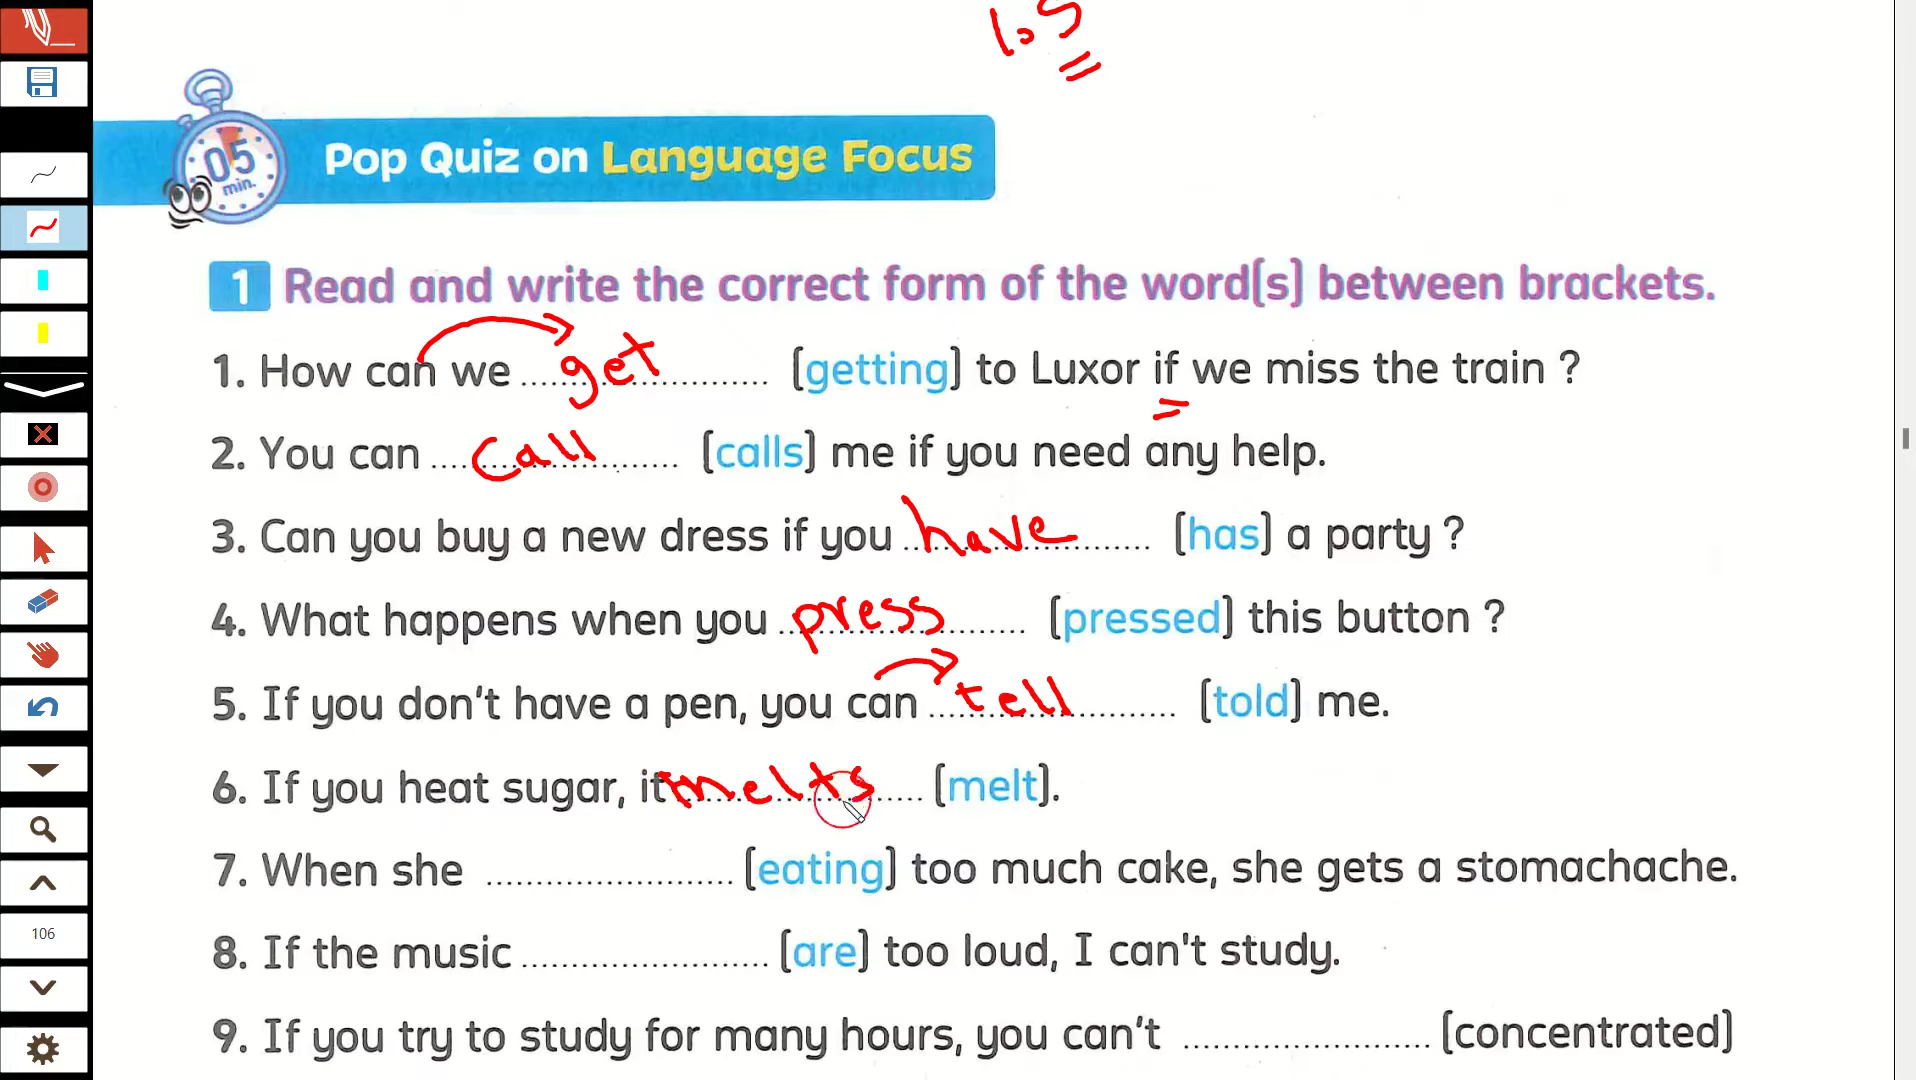 1.5
05
min.
Pop Quiz on Language Focus
1 Read and write the correct form of the word(s) between brackets.
1. How can we ......get...... [getting] to Luxor if we miss the train ?
2. You can ......call...... [calls] me if you need any help.
3. Can you buy a new dress if you ......have...... [has] a party ?
4. What happens when you ......press...... [pressed] this button ?
5. If you don't have a pen, you can ......tell...... [told] me.
6. If you heat sugar, it ......melts...... [melt].
7. When she ........................ [eating] too much cake, she gets a stomachache.
8. If the music ........................ [are] too loud, I can't study.
9. If you try to study for many hours, you can't ........................ [concentrated]
106